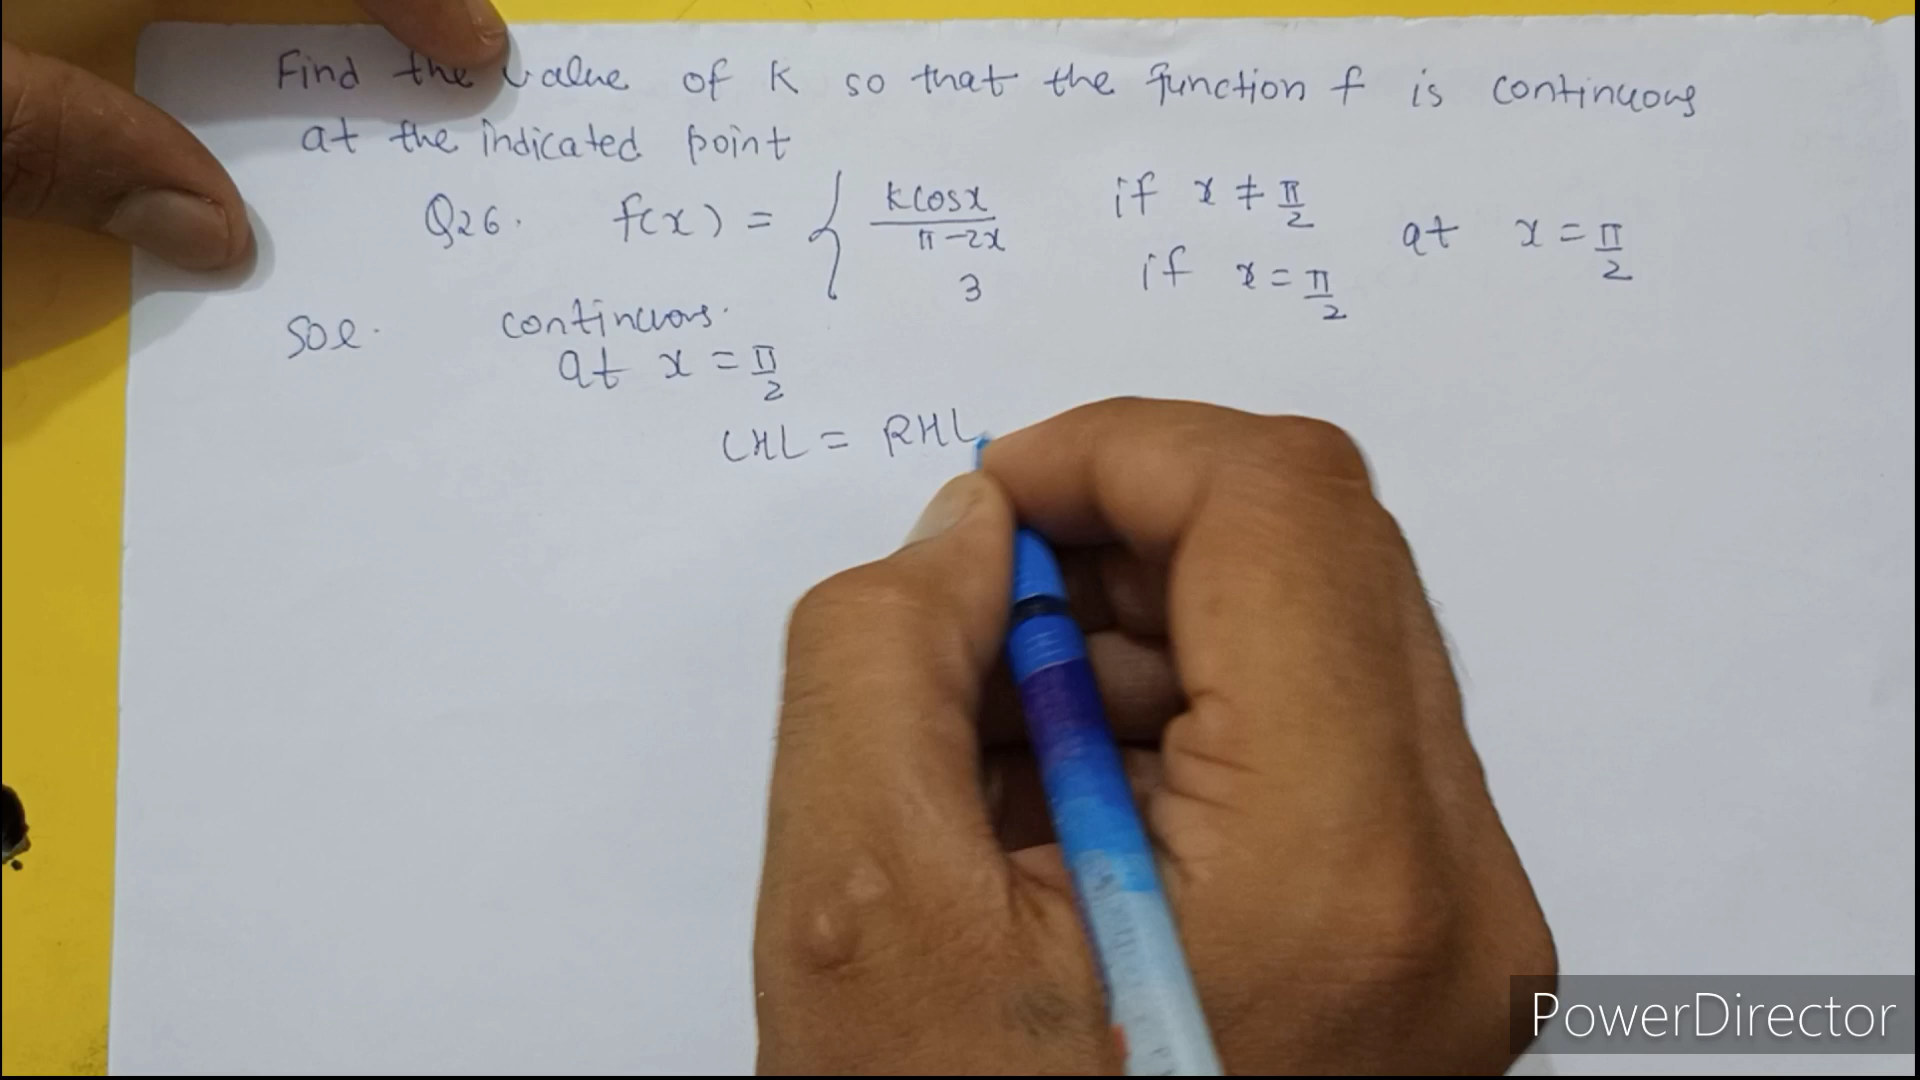 Find the value of K so that the function f is continuous
at the indicated point
Q26. f(x) = { kcosx / π-2x if x ≠ π/2
3 if x = π/2 at x = π/2
Sol. continuous.
at x = π/2
LHL = RHL
PowerDirector